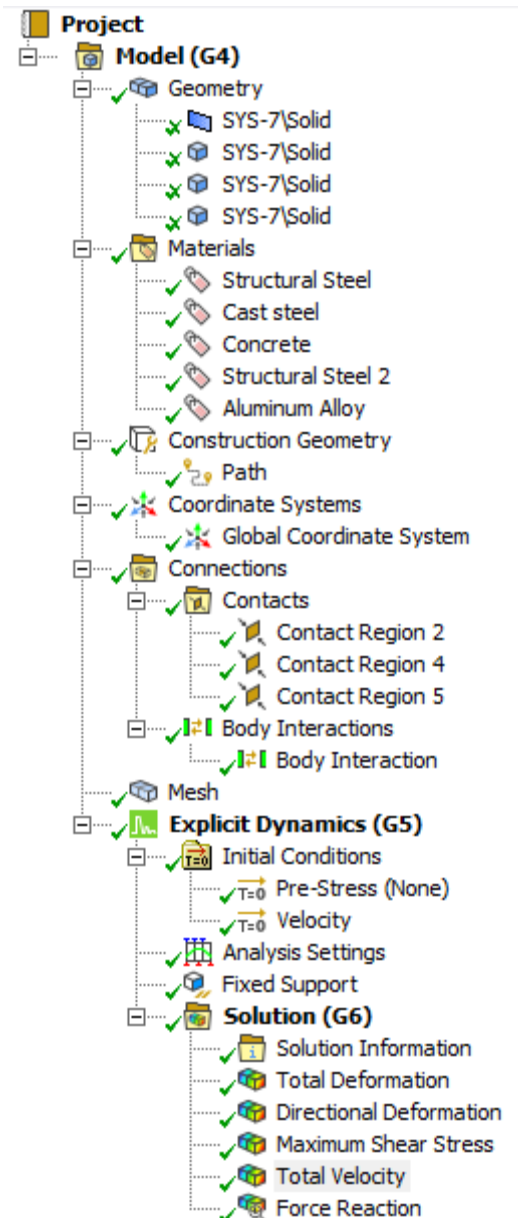 Project
Model (G4)
Geometry
SYS-7\Solid
SYS-7\Solid
SYS-7\Solid
SYS-7\Solid
Materials
Structural Steel
Cast steel
Concrete
Structural Steel 2
Aluminum Alloy
Construction Geometry
Path
Coordinate Systems
Global Coordinate System
Connections
Contacts
Contact Region 2
Contact Region 4
Contact Region 5
Body Interactions
Body Interaction
Mesh
Explicit Dynamics (G5)
T=0 Initial Conditions
T=0 Pre-Stress (None)
T=0 Velocity
Analysis Settings
Fixed Support
Solution (G6)
i Solution Information
Total Deformation
Directional Deformation
Maximum Shear Stress
Total Velocity
Force Reaction